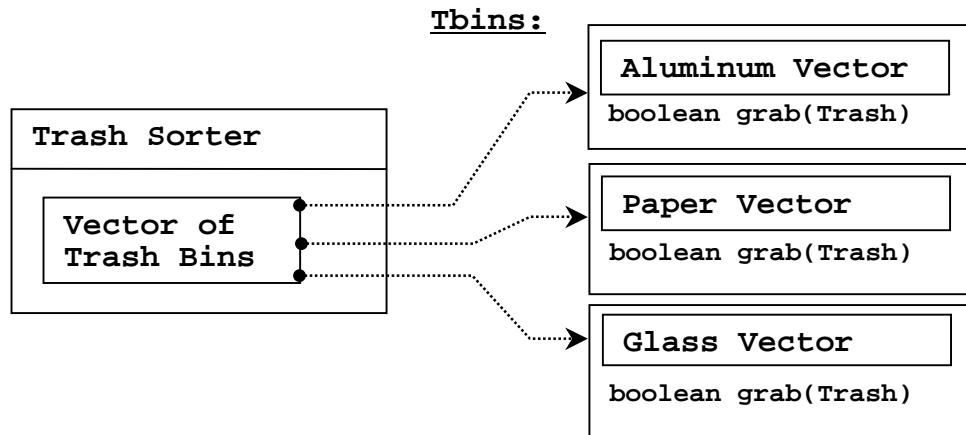 Tbins:
Aluminum Vector
boolean grab(Trash)
Trash Sorter
Vector of
Trash Bins
Paper Vector
boolean grab(Trash)
Glass Vector
boolean grab(Trash)